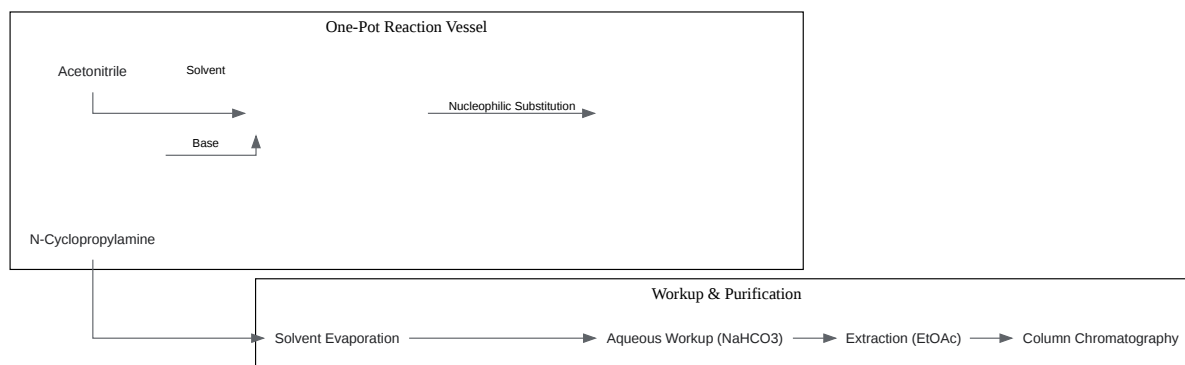 One-Pot Reaction Vessel
Acetonitrile
Solvent
Nucleophilic Substitution
Base
N-Cyclopropylamine
Workup & Purification
Solvent Evaporation
Aqueous Workup (NaHCO3)
Extraction (EtOAc)
Column Chromatography